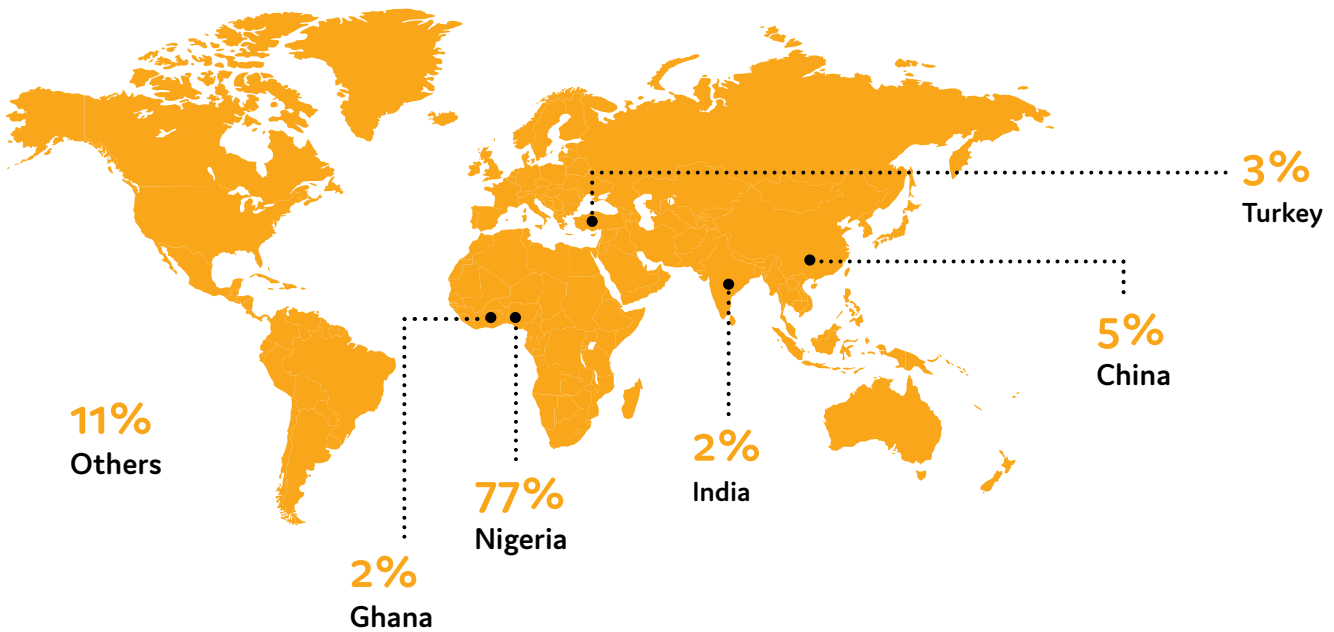 3%
Turkey
5%
China
11%
Others
2%
India
77%
Nigeria
2%
Ghana